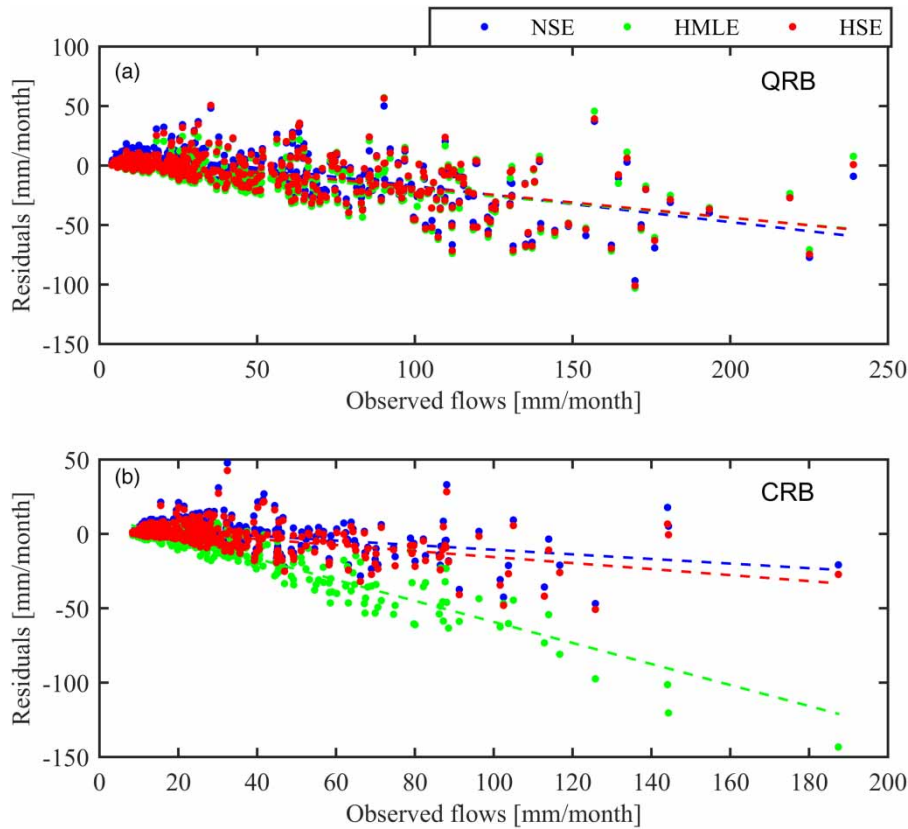 NSE HMLE HSE
(a) QRB
100
50
0
-50
-100
-150
Residuals [mm/month]
0 50 100 150 200 250
Observed flows [mm/month]
(b) CRB
50
0
-50
-100
-150
Residuals [mm/month]
0 20 40 60 80 100 120 140 160 180 200
Observed flows [mm/month]